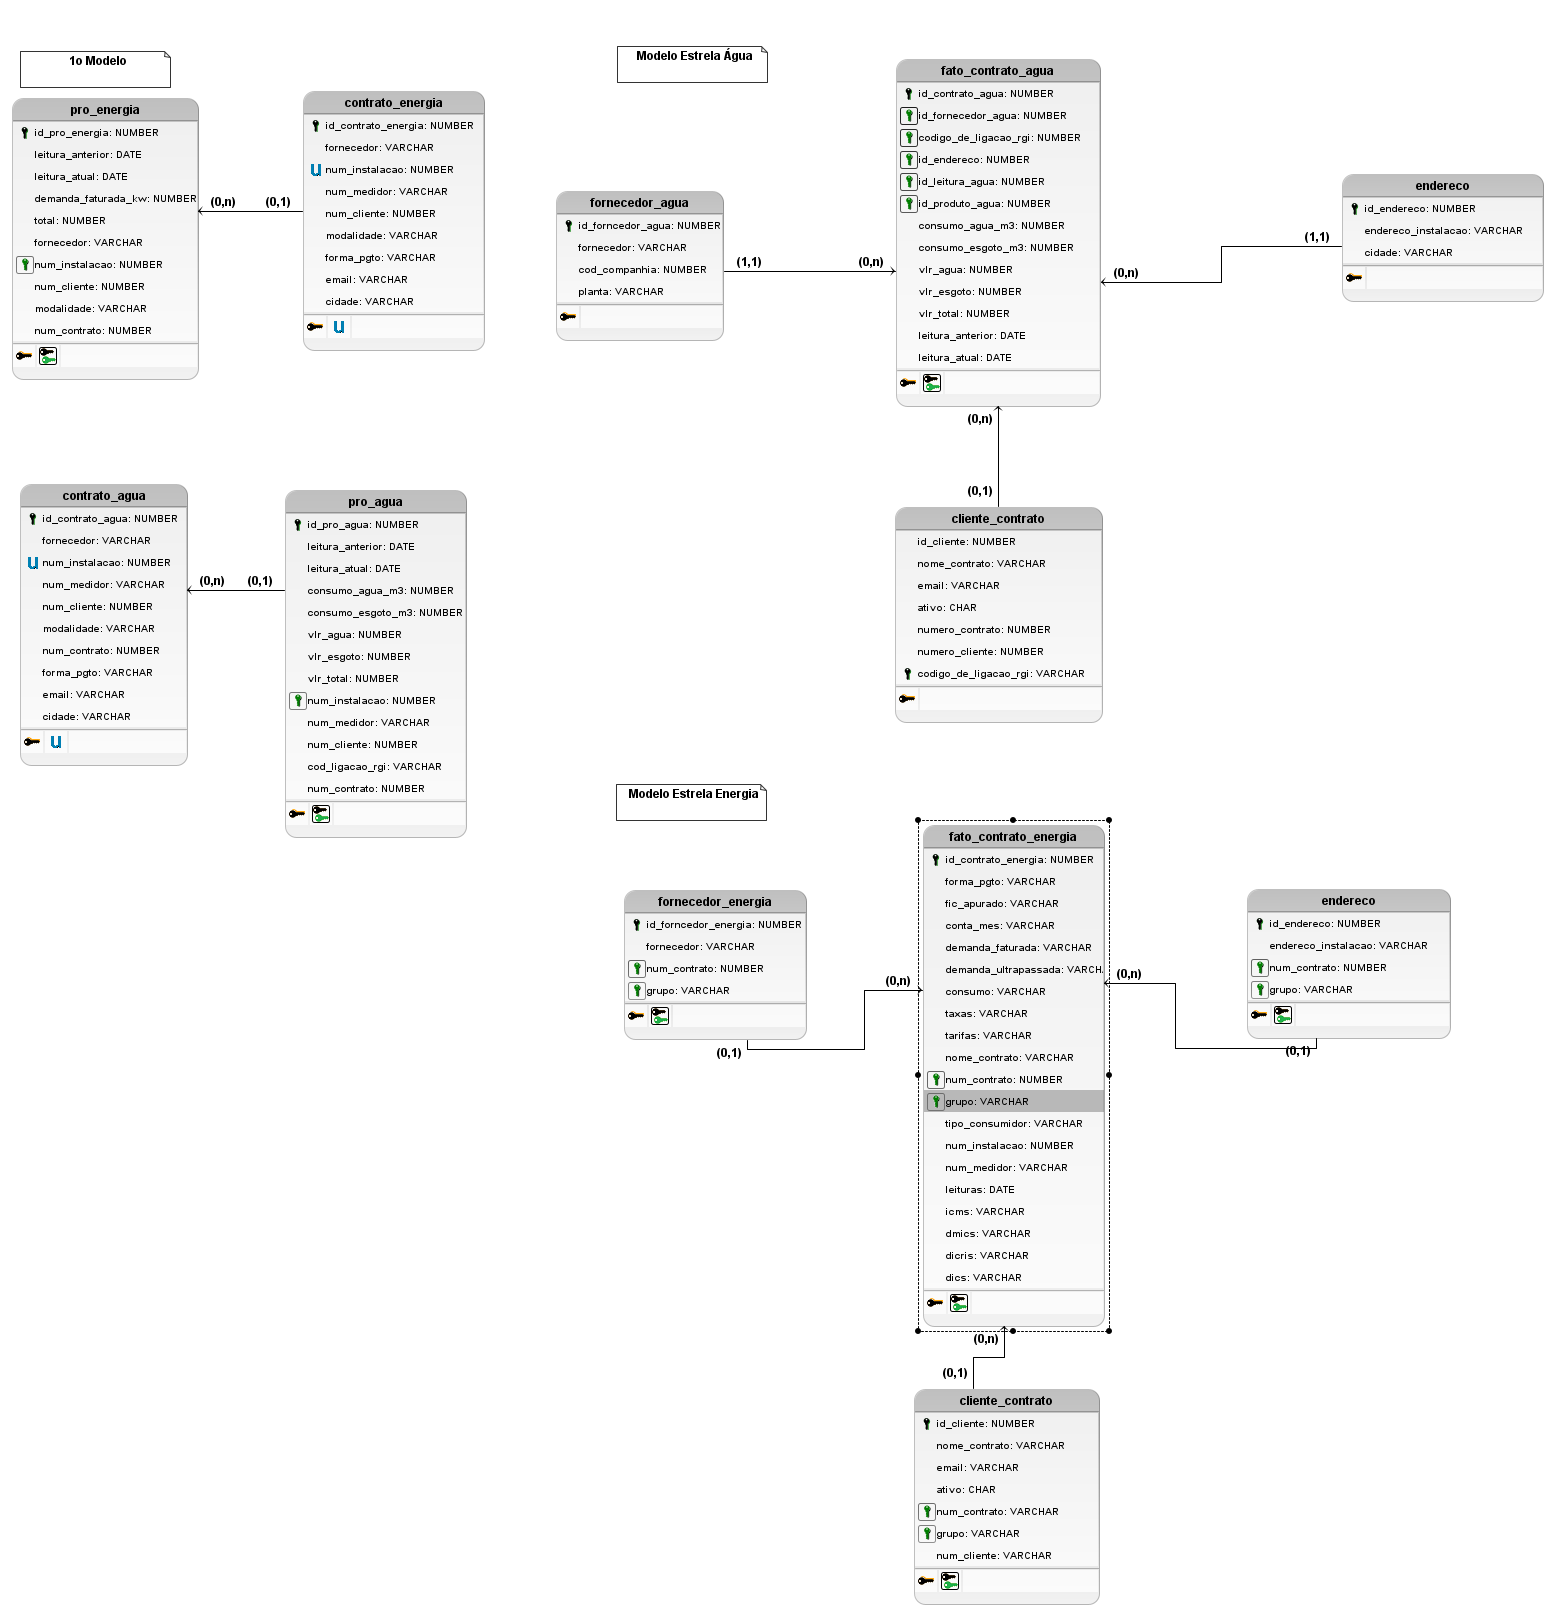 1o Modelo
pro_energia
id_pro_energia: NUMBER
leitura_anterior: DATE
leitura_atual: DATE
demanda_faturada_kw: NUMBER
total: NUMBER
fornecedor: VARCHAR
num_instalacao: NUMBER
num_cliente: NUMBER
modalidade: VARCHAR
num_contrato: NUMBER
(0,n)
(0,1)
contrato_energia
id_contrato_energia: NUMBER
fornecedor: VARCHAR
u num_instalacao: NUMBER
num_medidor: VARCHAR
num_cliente: NUMBER
modalidade: VARCHAR
forma_pgto: VARCHAR
email: VARCHAR
cidade: VARCHAR
u
contrato_agua
id_contrato_agua: NUMBER
fornecedor: VARCHAR
u num_instalacao: NUMBER
num_medidor: VARCHAR
num_cliente: NUMBER
modalidade: VARCHAR
num_contrato: NUMBER
forma_pgto: VARCHAR
email: VARCHAR
cidade: VARCHAR
u
(0,n)
(0,1)
pro_agua
id_pro_agua: NUMBER
leitura_anterior: DATE
leitura_atual: DATE
consumo_agua_m3: NUMBER
consumo_esgoto_m3: NUMBER
vlr_agua: NUMBER
vlr_esgoto: NUMBER
vlr_total: NUMBER
num_instalacao: NUMBER
num_medidor: VARCHAR
num_cliente: NUMBER
cod_ligacao_rgi: VARCHAR
num_contrato: NUMBER
Modelo Estrela Água
fornecedor_agua
id_forncedor_agua: NUMBER
fornecedor: VARCHAR
cod_companhia: NUMBER
planta: VARCHAR
(1,1)
(0,n)
fato_contrato_agua
id_contrato_agua: NUMBER
id_fornecedor_agua: NUMBER
codigo_de_ligacao_rgi: NUMBER
id_endereco: NUMBER
id_leitura_agua: NUMBER
id_produto_agua: NUMBER
consumo_agua_m3: NUMBER
consumo_esgoto_m3: NUMBER
vlr_agua: NUMBER
vlr_esgoto: NUMBER
vlr_total: NUMBER
leitura_anterior: DATE
leitura_atual: DATE
(0,n)
(1,1)
endereco
id_endereco: NUMBER
endereco_instalacao: VARCHAR
cidade: VARCHAR
(0,n)
(0,1)
cliente_contrato
id_cliente: NUMBER
nome_contrato: VARCHAR
email: VARCHAR
ativo: CHAR
numero_contrato: NUMBER
numero_cliente: NUMBER
codigo_de_ligacao_rgi: VARCHAR
Modelo Estrela Energia
fornecedor_energia
id_forncedor_energia: NUMBER
fornecedor: VARCHAR
num_contrato: NUMBER
grupo: VARCHAR
(0,1)
(0,n)
fato_contrato_energia
id_contrato_energia: NUMBER
forma_pgto: VARCHAR
fic_apurado: VARCHAR
conta_mes: VARCHAR
demanda_faturada: VARCHAR
demanda_ultrapassada: VARCH
consumo: VARCHAR
taxas: VARCHAR
tarifas: VARCHAR
nome_contrato: VARCHAR
num_contrato: NUMBER
grupo: VARCHAR
tipo_consumidor: VARCHAR
num_instalacao: NUMBER
num_medidor: VARCHAR
leituras: DATE
icms: VARCHAR
dmics: VARCHAR
dicris: VARCHAR
dics: VARCHAR
(0,n)
(0,1)
endereco
id_endereco: NUMBER
endereco_instalacao: VARCHAR
num_contrato: NUMBER
grupo: VARCHAR
(0,n)
(0,1)
cliente_contrato
id_cliente: NUMBER
nome_contrato: VARCHAR
email: VARCHAR
ativo: CHAR
num_contrato: VARCHAR
grupo: VARCHAR
num_cliente: VARCHAR